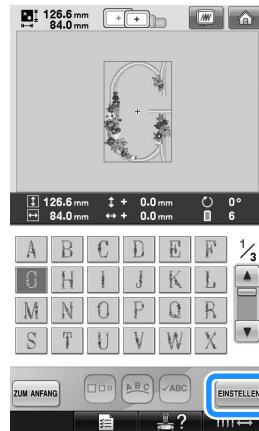 126.6 mm
84.0 mm
126.6 mm + 0.0 mm 0°
84.0 mm + 0.0 mm 6
A B C D E F 1/3
G H I J K L
M N O P Q R
S T U V W X
ZUM ANFANG ABC ABC EINSTELLEN
?